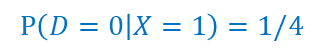 P(D = 0|X = 1) = 1/4